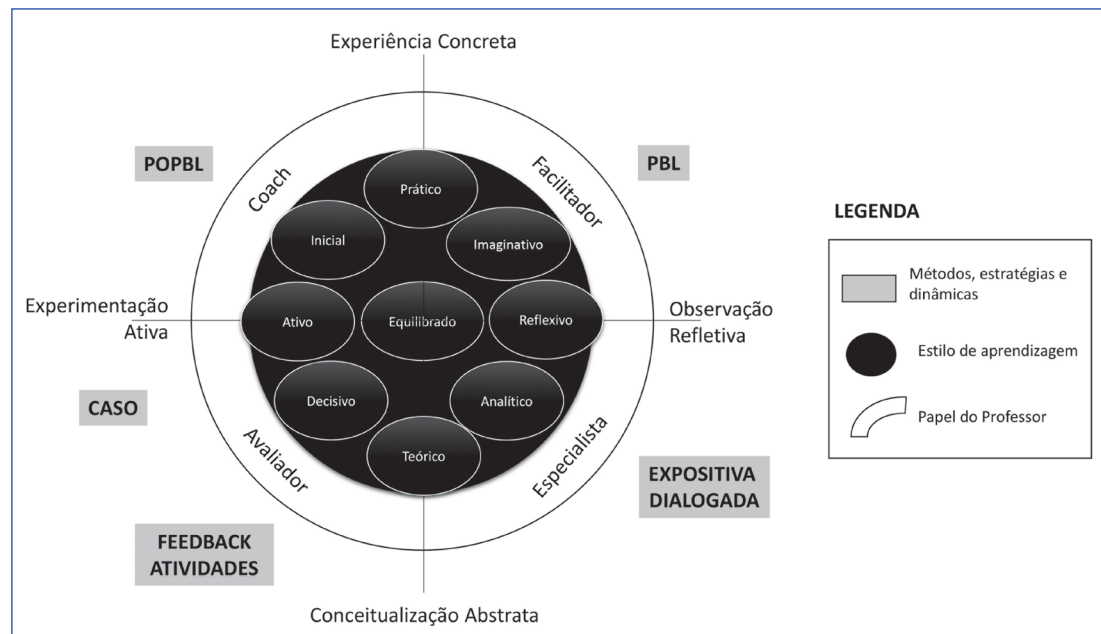 Experiência Concreta
POPBL
PBL
Coach
Facilitador
Prático
Inicial
Imaginativo
Experimentação
Ativa
Ativo
Equilibrado
Reflexivo
Observação
Refletiva
CASO
Decisivo
Analítico
Teórico
Avaliador
Especialista
EXPOSITIVA
DIALOGADA
FEEDBACK
ATIVIDADES
Conceitualização Abstrata
LEGENDA
Métodos, estratégias e
dinâmicas
Estilo de aprendizagem
Papel do Professor